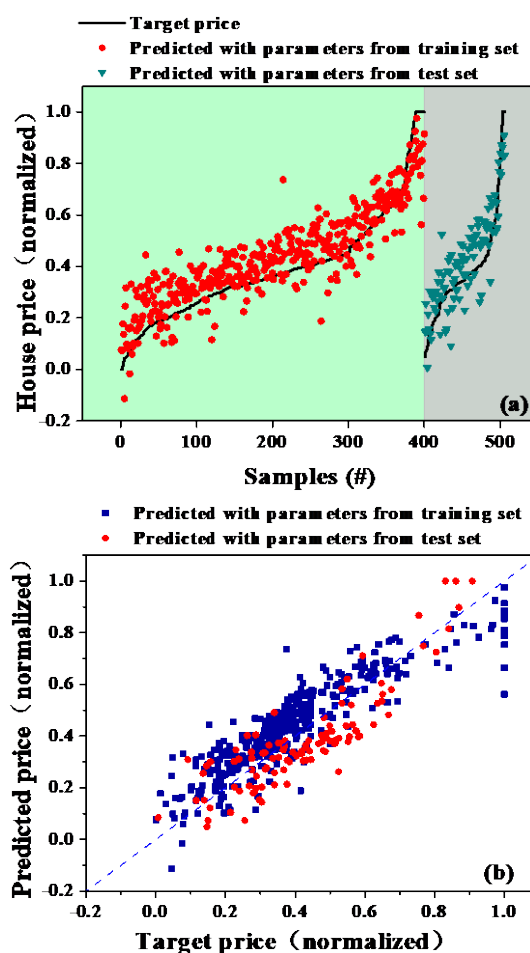 Target price
Predicted with parameters from training set
Predicted with parameters from test set
House price（normalized）
1.0
0.8
0.6
0.4
0.2
0.0
-0.2
(a)
0 100 200 300 400 500
Samples (#)
Predicted with parameters from training set
Predicted with parameters from test set
Predicted price（normalized）
1.0
0.8
0.6
0.4
0.2
0.0
-0.2
(b)
-0.2 0.0 0.2 0.4 0.6 0.8 1.0
Target price（normalized）